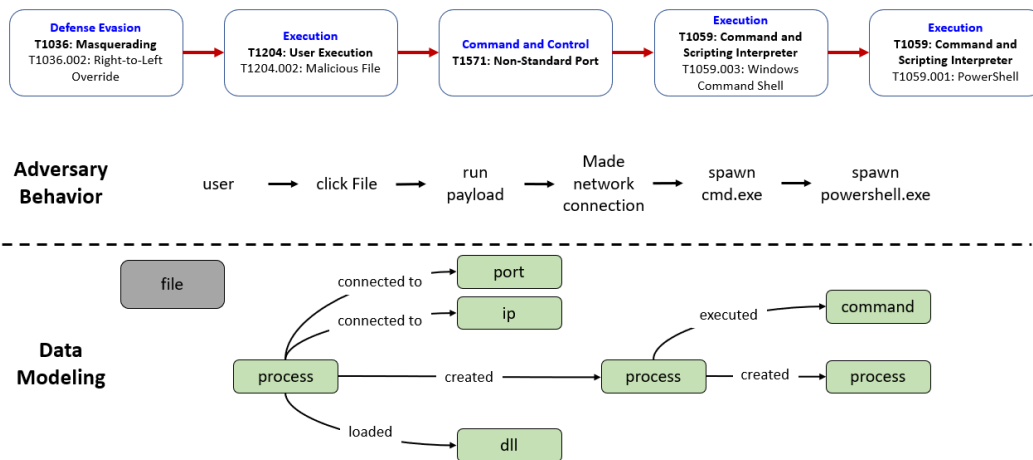 Defense Evasion
T1036: Masquerading
T1036.002: Right-to-Left
Override
Execution
T1204: User Execution
T1204.002: Malicious File
Command and Control
T1571: Non-Standard Port
Execution
T1059: Command and
Scripting Interpreter
T1059.003: Windows
Command Shell
Execution
T1059: Command and
Scripting Interpreter
T1059.001: PowerShell
Adversary
Behavior
user
click File
run
payload
Made
network
connection
spawn
cmd.exe
spawn
powershell.exe
Data
Modeling
file
connected to
port
connected to
ip
process
created
process
executed
command
created
process
loaded
dll